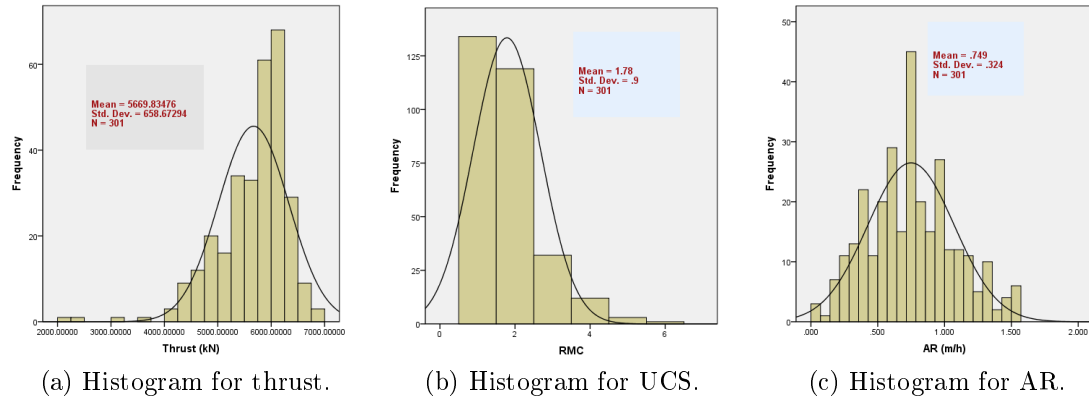 Frequency
60
40
20
0
Mean = 5669.83476
Std. Dev. = 658.67294
N = 301
2000.00000 3000.00000 4000.00000 5000.00000 6000.00000 7000.00000
Thrust (kN)
(a) Histogram for thrust.
Frequency
125
100
75
50
25
0
Mean = 1.78
Std. Dev. = .9
N = 301
0 2 4 6
RMC
(b) Histogram for UCS.
Frequency
50
40
30
20
10
0
Mean = .749
Std. Dev. = .324
N = 301
.000 .500 1.000 1.500 2.000
AR (m/h)
(c) Histogram for AR.